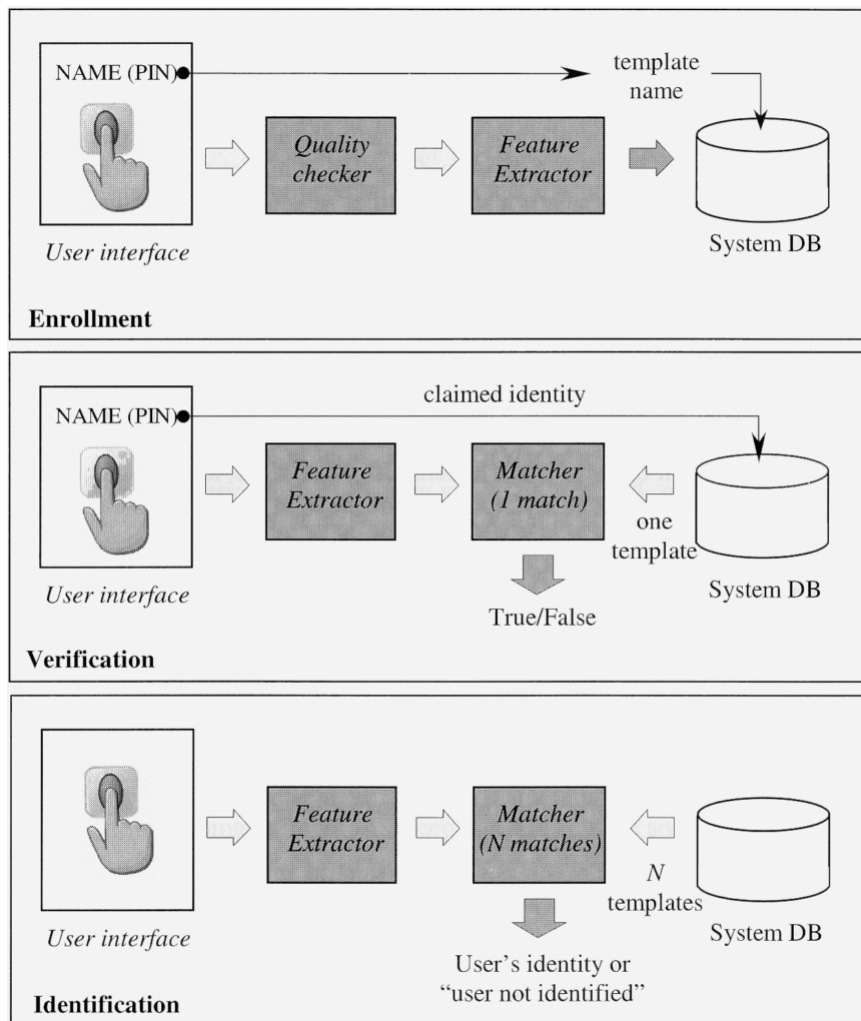 NAME (PIN)
template
name
Quality
checker
Feature
Extractor
User interface
System DB
Enrollment
claimed identity
NAME (PIN)
Feature
Extractor
Matcher
(1 match)
one
template
User interface
System DB
True/False
Verification
Feature
Extractor
Matcher
(N matches)
N
templates
User interface
System DB
User's identity or
“user not identified”
Identification